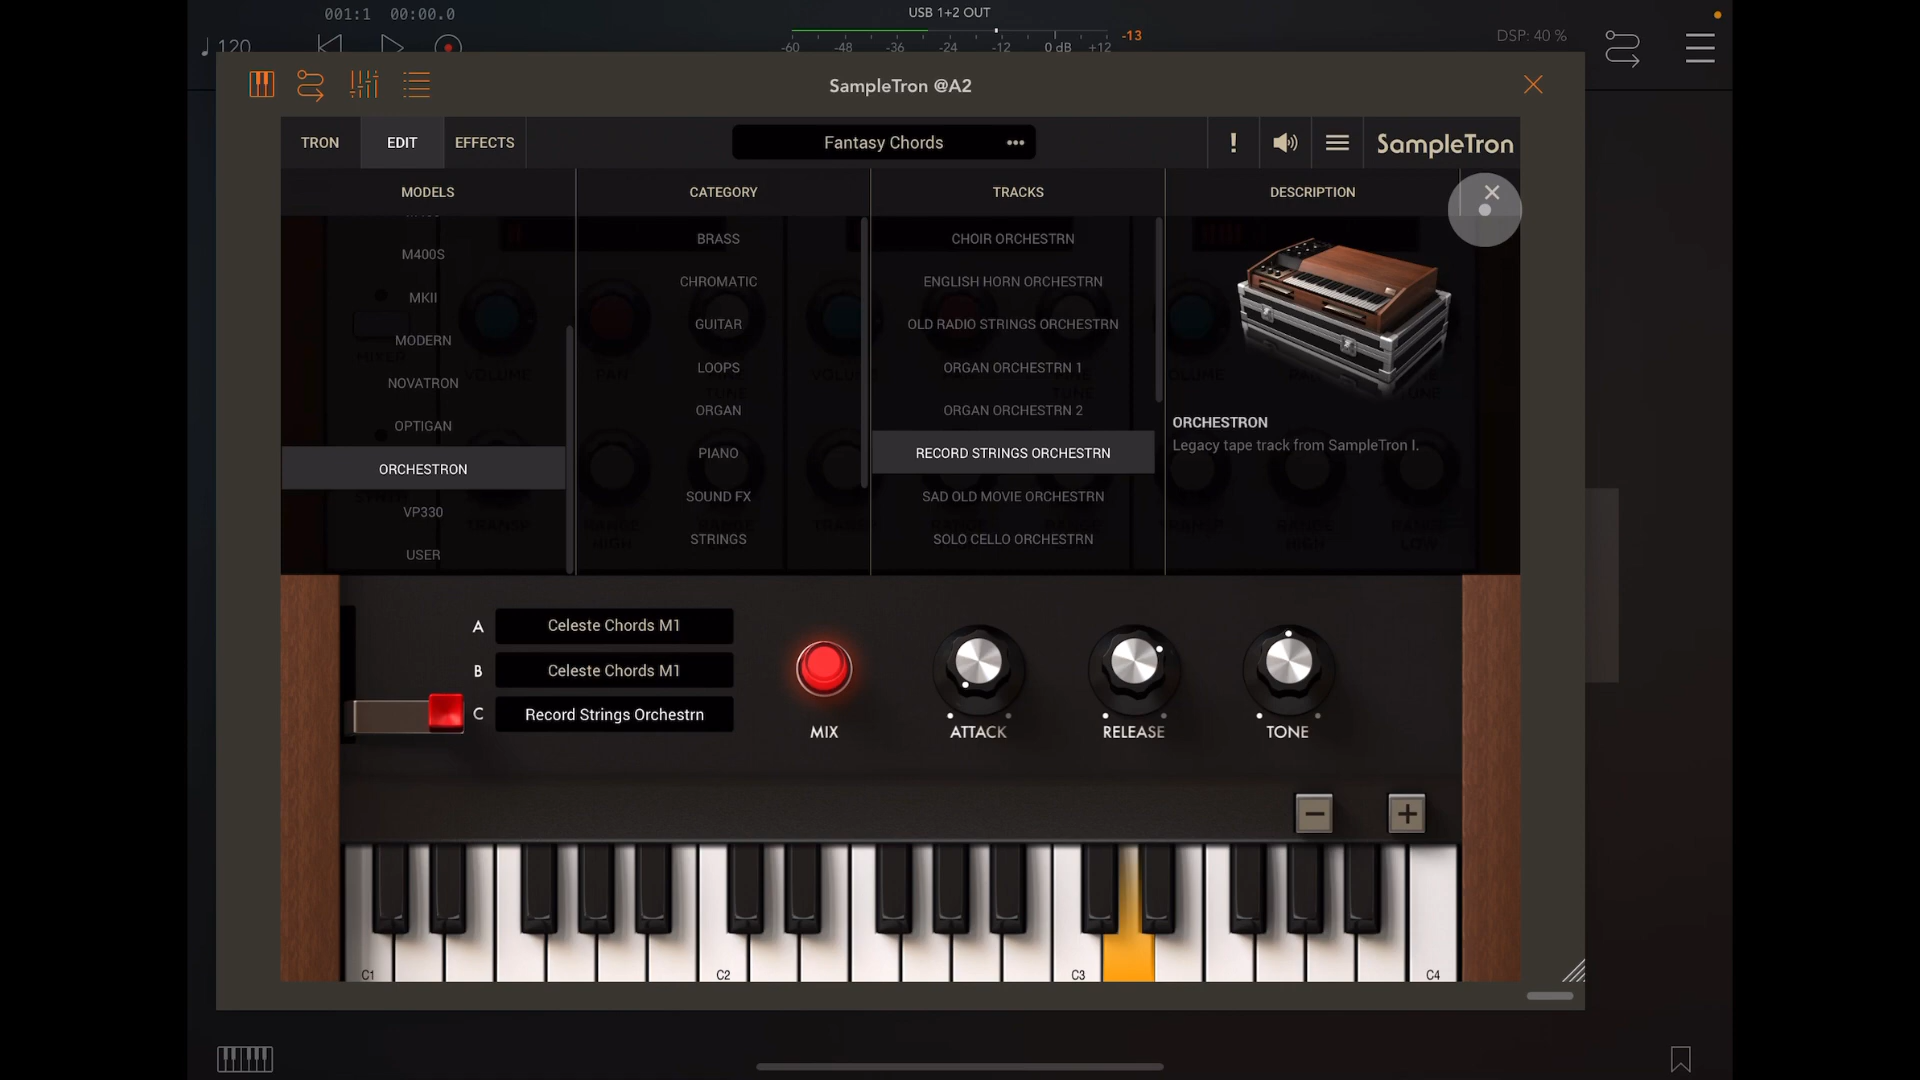 001:1 00:00.0
USB 1+2 OUT
120
-60 -48 -36 -24 -12 0 dB +12
-13
DSP: 40 %
SampleTron @A2
TRON EDIT EFFECTS
Fantasy Chords
!
SampleTron
MODELS CATEGORY TRACKS DESCRIPTION
M400S
MKII
MODERN
NOVATRON
OPTIGAN
ORCHESTRON
VP330
USER
BRASS
CHROMATIC
GUITAR
LOOPS
ORGAN
PIANO
SOUND FX
STRINGS
CHOIR ORCHESTRN
ENGLISH HORN ORCHESTRN
OLD RADIO STRINGS ORCHESTRN
ORGAN ORCHESTRN 1
ORGAN ORCHESTRN 2
RECORD STRINGS ORCHESTRN
SAD OLD MOVIE ORCHESTRN
SOLO CELLO ORCHESTRN
ORCHESTRON
Legacy tape track from SampleTron I.
A Celeste Chords M1
B Celeste Chords M1
C Record Strings Orchestrn
MIX ATTACK RELEASE TONE
C1 C2 C3 C4